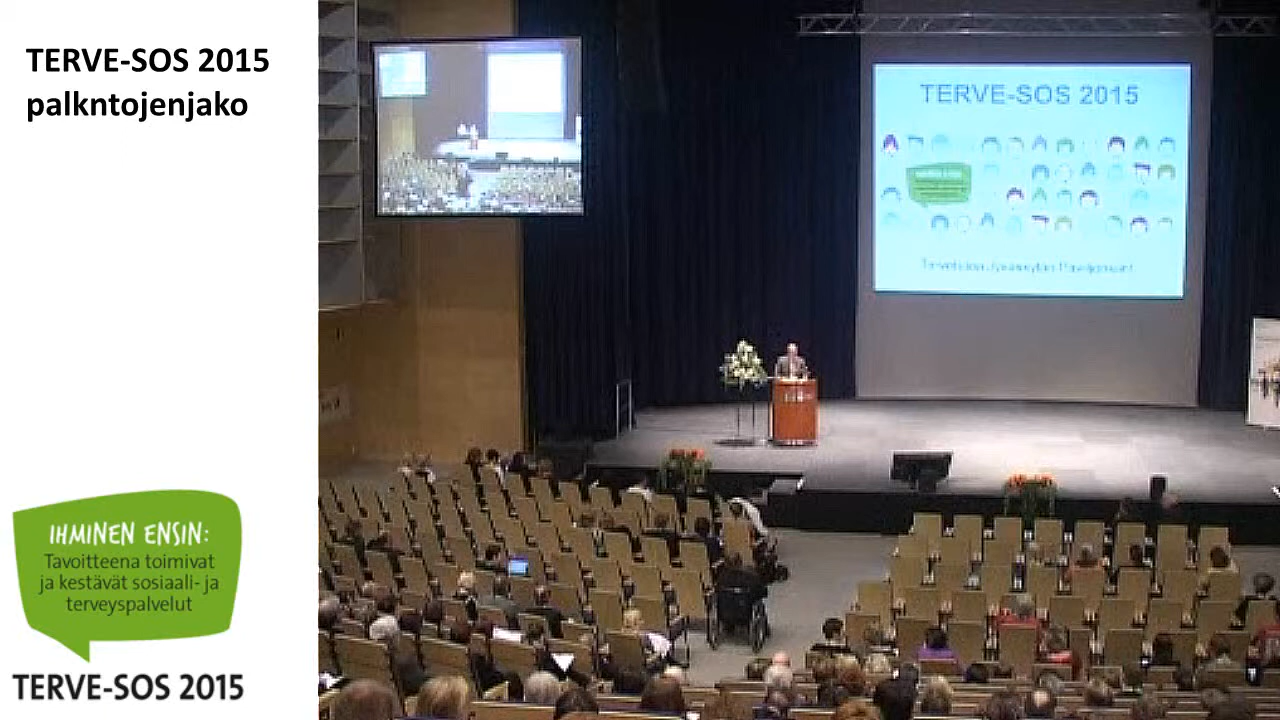 TERVE-SOS 2015
palkntojenjako
TERVE-SOS 2015
IHMINEN ENSIN:
Tavoitteena toimivat
ja kestävät sosiaali- ja
terveyspalvelut
TERVE-SOS 2015